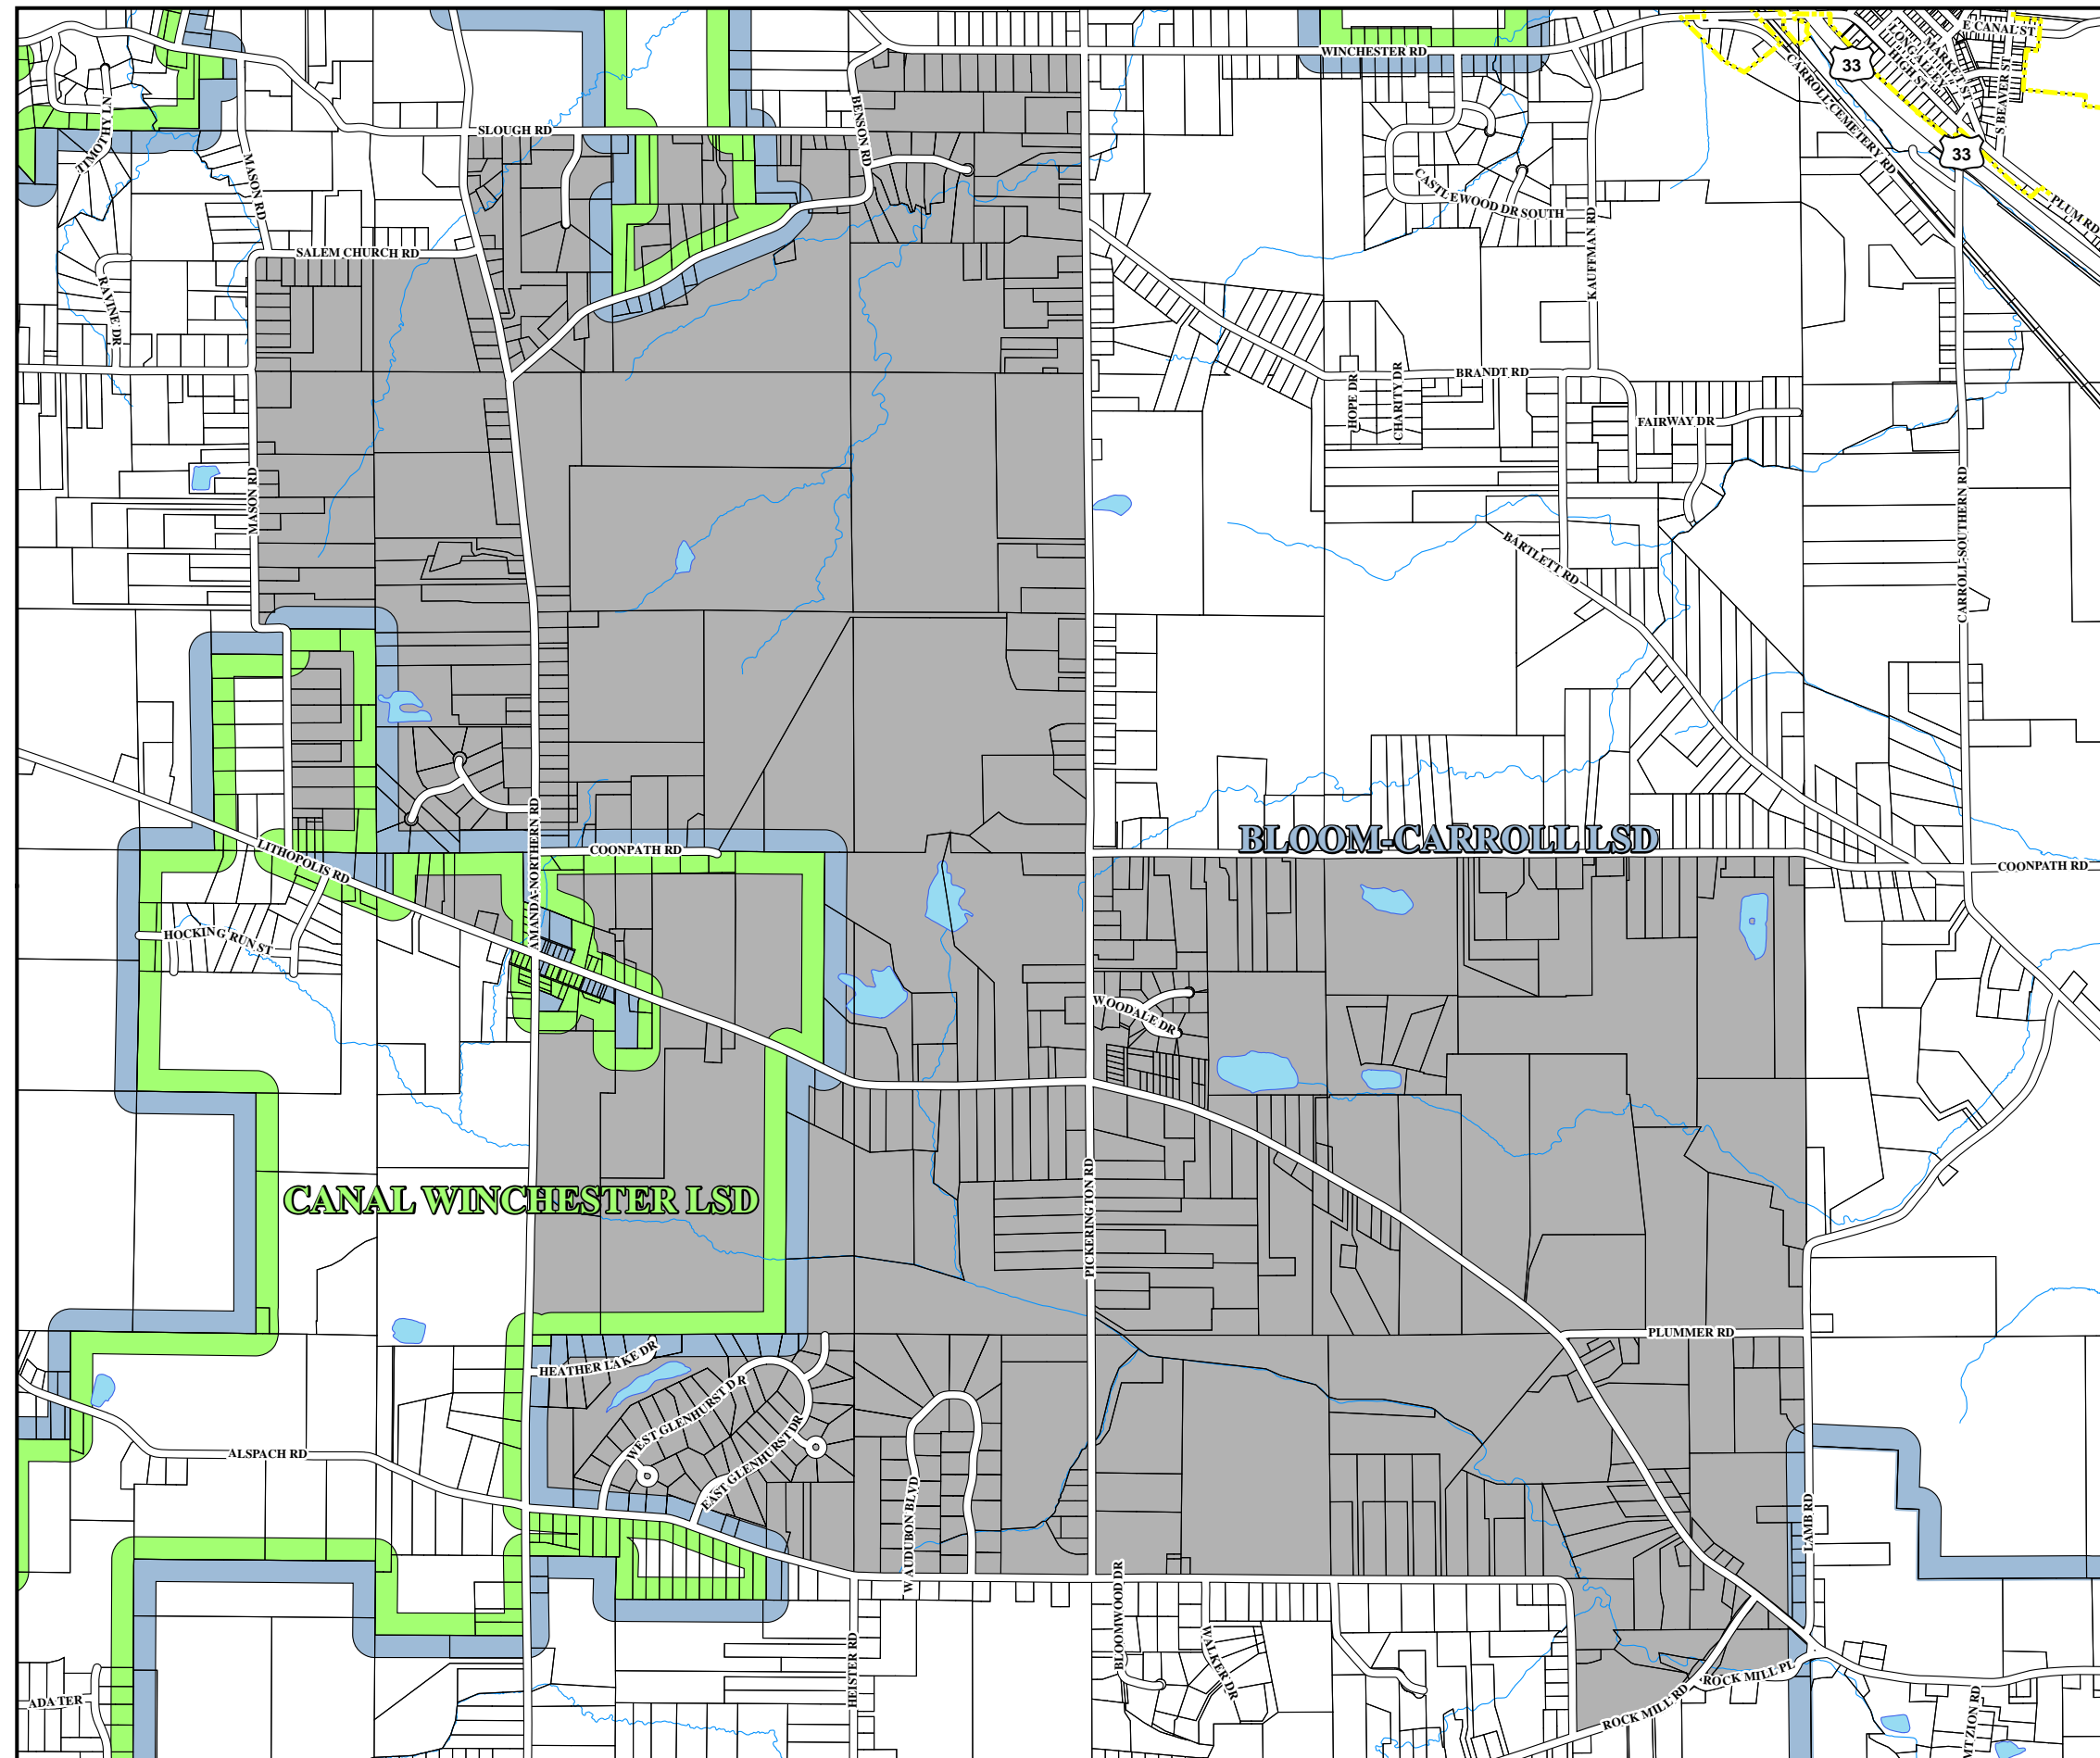 E CANAL ST
WINCHESTER RD
33
MARKET ST
LONG ALLEY ST
HIGH ST
S BEAVER ST
CARROLL CEMETERY RD
33
TIMOTHY LN
SLOUGH RD
BENSON RD
MASON RD
CASTLEWOOD DR SOUTH
PLUM RD
SALEM CHURCH RD
KAUFFMAN RD
RAVINE DR
HOPE DR
CHARITY DR
BRANDT RD
FAIRWAY DR
MASON RD
BARTLETT RD
CARROLL-SOUTHERN RD
BLOOM-CARROLL LSD
LITHOPOLIS RD
AMANDA-NORTHERN RD
COONPATH RD
COONPATH RD
HOCKING RUN ST
WOODALE DR
CANAL WINCHESTER LSD
PICKERINGTON RD
PLUMMER RD
HEATHER LAKE DR
WEST GLENHURST DR
EAST GLENHURST DR
ALSPACH RD
W AUDUBON BLVD
LAMB RD
HEISTER RD
BLOOMWOOD DR
WALKER DR
ADA TER
ROCK MILL RD
ROCK MILL PL
MT ZION RD